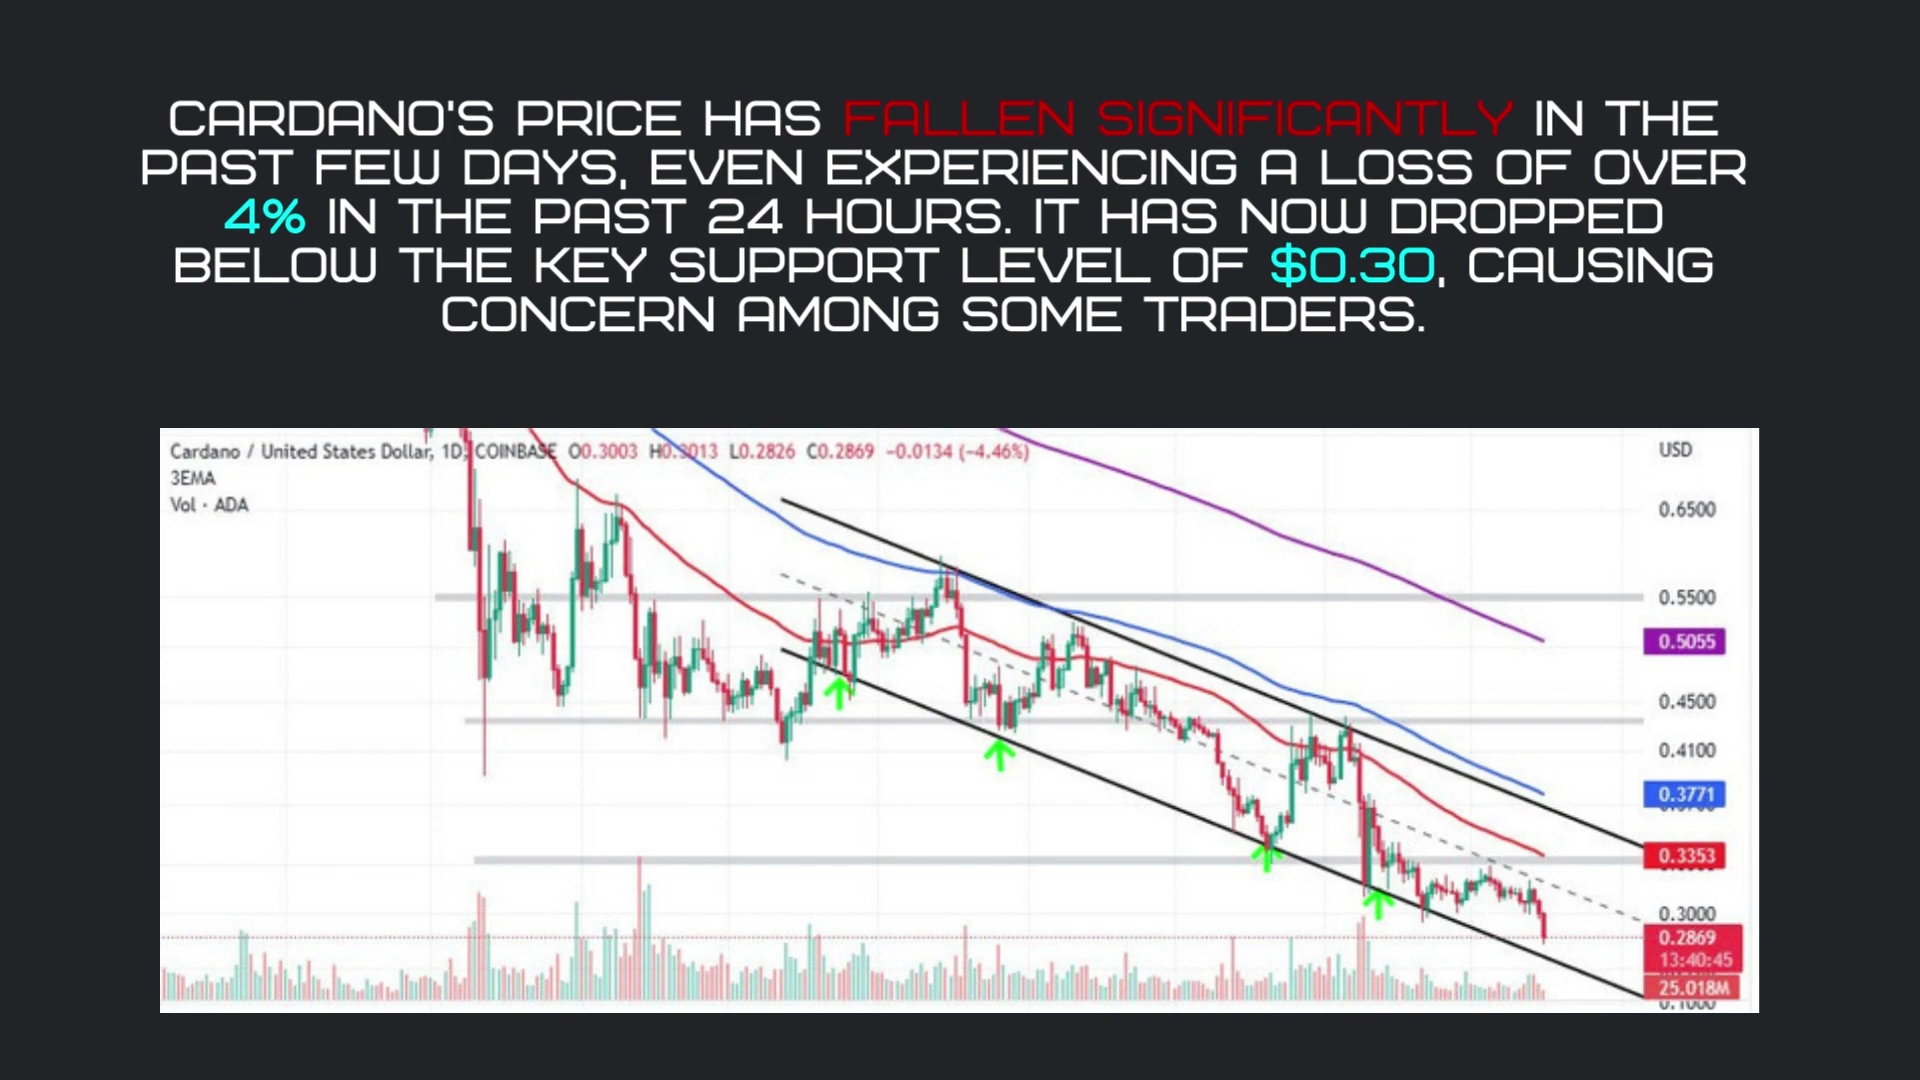 CARDANO'S PRICE HAS FALLEN SIGNIFICANTLY IN THE
PAST FEW DAYS, EVEN EXPERIENCING A LOSS OF OVER
4% IN THE PAST 24 HOURS. IT HAS NOW DROPPED
BELOW THE KEY SUPPORT LEVEL OF $0.30, CAUSING
CONCERN AMONG SOME TRADERS.
Cardano / United States Dollar, 1D, COINBASE O0.3003 H0.3013 L0.2826 C0.2869 −0.0134 (−4.46%)
3EMA
Vol · ADA
USD
0.6500
0.5500
0.5055
0.4500
0.4100
0.3771
0.3353
0.3000
0.2869
13:40:45
25.018M
0.1000